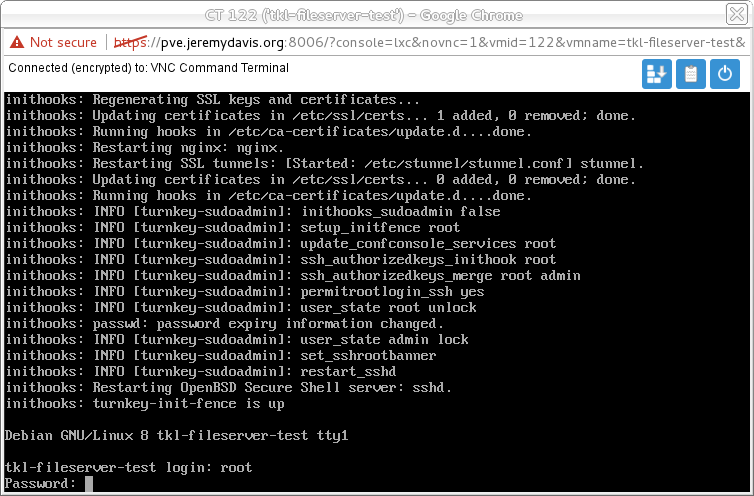 CT 122 ('tkl-fileserver-test') - Google Chrome
Not secure https://pve.jeremydavis.org:8006/?console=lxc&novnc=1&vmid=122&vmname=tkl-fileserver-test&
Connected (encrypted) to: VNC Command Terminal
inithooks: Regenerating SSL keys and certificates...
inithooks: Updating certificates in /etc/ssl/certs... 1 added, 0 removed; done.
inithooks: Running hooks in /etc/ca-certificates/update.d....done.
inithooks: Restarting nginx: nginx.
inithooks: Restarting SSL tunnels: [Started: /etc/stunnel/stunnel.conf] stunnel.
inithooks: Updating certificates in /etc/ssl/certs... 0 added, 0 removed; done.
inithooks: Running hooks in /etc/ca-certificates/update.d....done.
inithooks: INFO [turnkey-sudoadmin]: inithooks_sudoadmin false
inithooks: INFO [turnkey-sudoadmin]: setup_initfence root
inithooks: INFO [turnkey-sudoadmin]: update_confconsole_services root
inithooks: INFO [turnkey-sudoadmin]: ssh_authorizedkeys_inithook root
inithooks: INFO [turnkey-sudoadmin]: ssh_authorizedkeys_merge root admin
inithooks: INFO [turnkey-sudoadmin]: permitrootlogin_ssh yes
inithooks: INFO [turnkey-sudoadmin]: user_state root unlock
inithooks: passwd: password expiry information changed.
inithooks: INFO [turnkey-sudoadmin]: user_state admin lock
inithooks: INFO [turnkey-sudoadmin]: set_sshrootbanner
inithooks: INFO [turnkey-sudoadmin]: restart_sshd
inithooks: Restarting OpenBSD Secure Shell server: sshd.
inithooks: turnkey-init-fence is up
Debian GNU/Linux 8 tkl-fileserver-test tty1
tkl-fileserver-test login: root
Password: